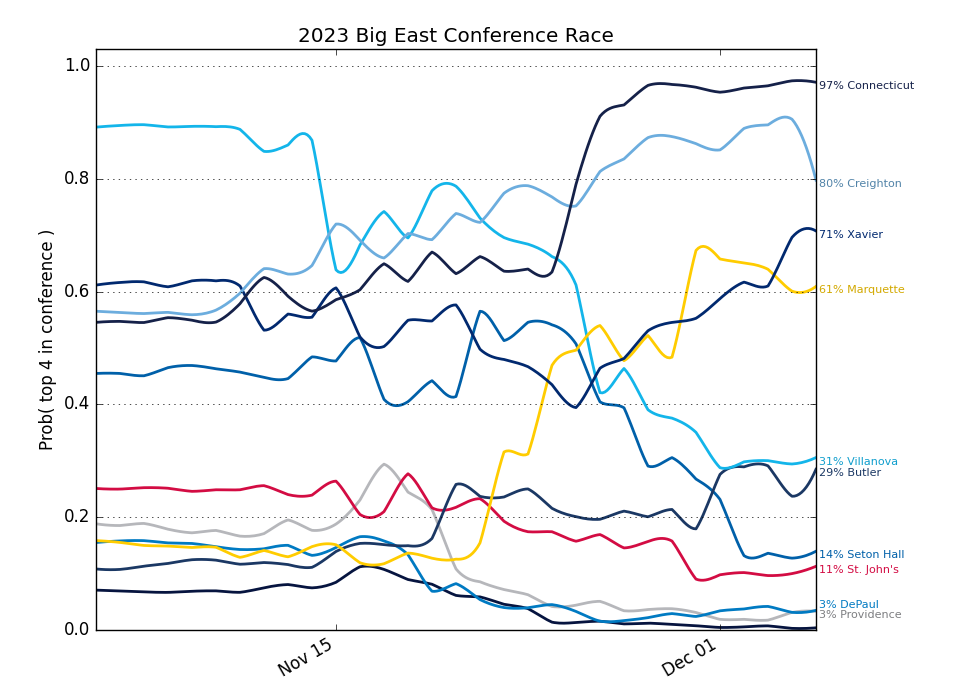 2023 Big East Conference Race
Prob( top 4 in conference )
1.0
0.8
0.6
0.4
0.2
0.0
Nov 15
Dec 01
97% Connecticut
80% Creighton
71% Xavier
61% Marquette
31% Villanova
29% Butler
14% Seton Hall
11% St. John's
3% DePaul
3% Providence